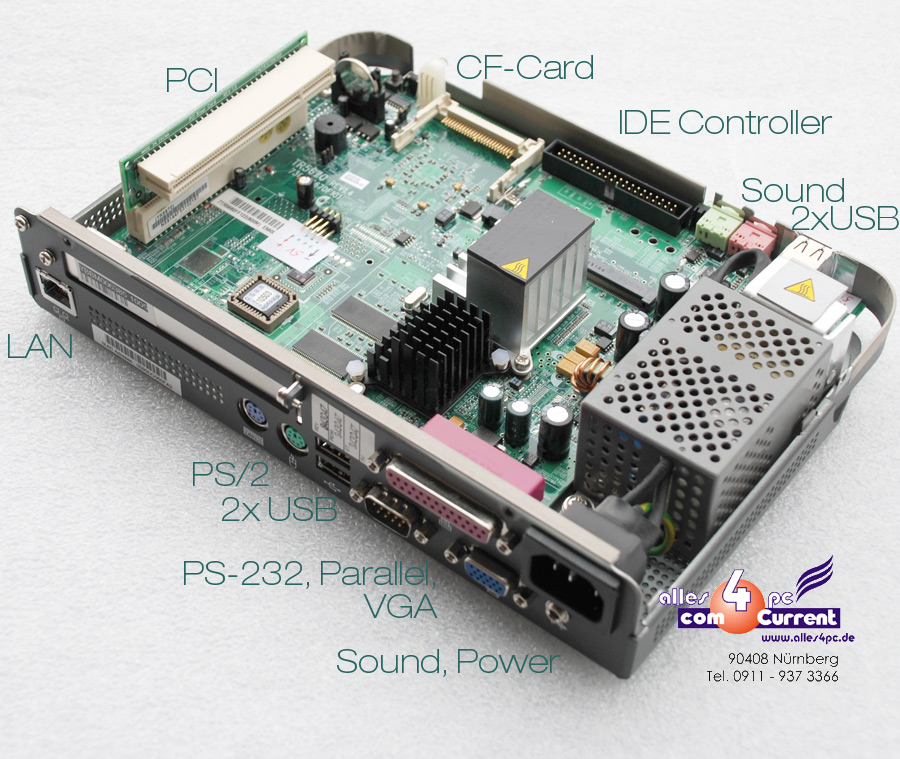 PCI
CF-Card
IDE Controller
Sound
2xUSB
LAN
PS/2
2x USB
PS-232, Parallel,
VGA
Sound, Power
alles 4 pc
com Current
www.alles4pc.de
90408 Nürnberg
Tel. 0911 - 937 3366